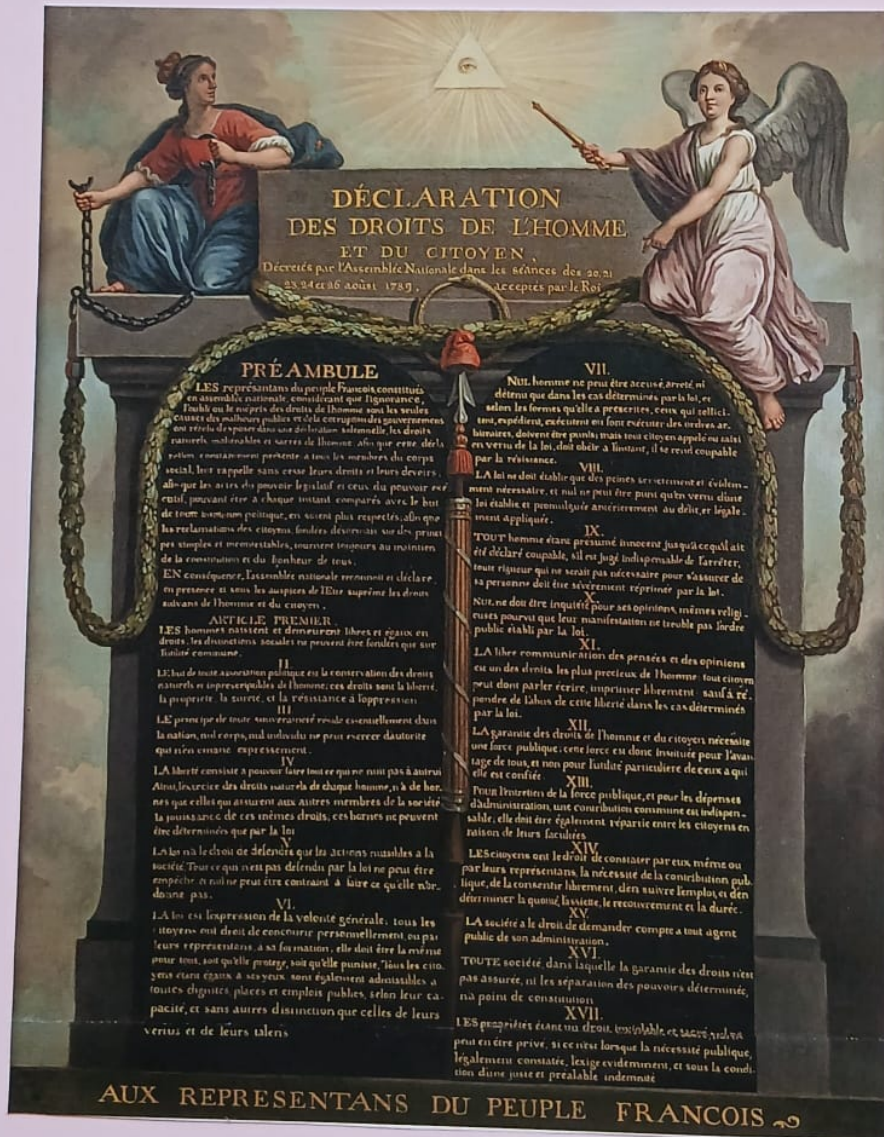 DÉCLARATION
DES DROITS DE L'HOMME
ET DU CITOYEN,
Décretés par l'Assemblée Nationale dans les séances des 20, 21
23, 24 et 26 août 1789, acceptés par le Roi
PRÉAMBULE
LES représentans du peuple François, constitués
en assemblée nationale, considérant que l'ignorance,
l'oubli ou le mépris des droits de l'homme sont les seules
causes des malheurs publics et de la corruption des gouvernemens
ont résolu d'exposer dans une déclaration solemnelle, les droits
naturels, inaliénables et sacrés de l'homme, afin que cette décla
ration constamment présente à tous les membres du corps
social, leur rappelle sans cesse leurs droits et leurs devoirs,
afin que les actes du pouvoir législatif et ceux du pouvoir exé
cutif, pouvant être à chaque instant comparés avec le but
de toute institution politique, en soient plus respectés; afin que
les reclamations des citoyens, fondées désormais sur des princi
pes simples et incontestables, tournent toujours au maintien
de la constitution et du bonheur de tous.
EN conséquence, l'assemblée nationale reconnoit et déclare
en presence et sous les auspices de l'Etre suprême les droits
suivans de l'homme et du citoyen.
ARTICLE PREMIER.
LES hommes naissent et demeurent libres et égaux en
droits, les distinctions sociales ne peuvent être fondées que sur
l'utilité commune.
II
LE but de toute association politique est la conservation des droits
naturels et imprescriptibles de l'homme; ces droits sont la liberté,
la propriété, la sureté, et la résistance à l'oppression.
III
LE principe de toute souveraineté réside essentiellement dans
la nation, nul corps, nul individu ne peut exercer d'autorité
qui n'en emane expressement.
IV
LA liberté consiste a pouvoir faire tout ce qui ne nuit pas à autrui
Ainsi, l'exercice des droits naturels de chaque homme, n'a de bor
nes que celles qui assurent aux autres membres de la société
la jouissance de ces mêmes droits; ces bornes ne peuvent
être déterminées que par la loi
V.
LA loi n'a le droit de défendre que les actions nuisibles a la
société. Tout ce qui n'est pas défendu par la loi ne peut être
empêché et nul ne peut être contraint à faire ce qu'elle n'or-
donne pas.
VI.
LA loi est l'expression de la volonté générale; tous les
citoyens ont droit de concourir personnellement, ou par
leurs représentans, à sa formation; elle doit être la même
pour tous, soit qu'elle protege, soit qu'elle punisse, Tous les cito
yens étant égaux à ses yeux sont également admissibles a
toutes dignités, places et emplois publics, selon leur ca-
pacité, et sans autres distinction que celles de leurs
vertus et de leurs talens
VII.
NUL homme ne peut être accusé, arreté, ni
détenu que dans les cas déterminés par la loi, et
selon les formes qu'elle a prescrites, ceux qui sollici-
tent, expédient, exécutent ou font exécuter des ordres ar-
bitraires, doivent être punis; mais tout citoyen appelé ou saisi
en vertu de la loi, doit obéir a l'instant, il se rend coupable
par la résistance.
VIII.
LA loi ne doit établir que des peines strictement et évidem-
ment nécessaire, et nul ne peut être puni qu'en vertu d'une
loi établie et promulguée antérierement au délit, et légale-
ment appliquée.
IX.
TOUT homme étant présumé innocent jusqu'a ce qu'il ait
été déclaré coupable, s'il est jugé indispensable de l'arrêter,
toute rigueur qui ne serait pas nécessaire pour s'assurer de
sa personne doit être sévèrement réprimée par la loi.
X.
NUL ne doit être inquiété pour ses opinions, mêmes religi-
euses pourvu que leur manifestation ne trouble pas l'ordre
public établi par la loi.
XI.
LA libre communication des pensées et des opinions
est un des droits les plus precieux de l'homme: tout citoyen
peut donc parler écrire, imprimer librement: sauf à ré-
pondre de l'abus de cette liberté dans les cas déterminés
par la loi.
XII.
LA garantie des droits de l'homme et du citoyen nécessite
une force publique: cette force est donc instituée pour l'avan
tage de tous, et non pour l'utilité particulière de ceux a qui
elle est confiée.
XIII.
Pour l'entretien de la force publique, et pour les dépenses
d'administration, une contribution commune est indispen-
sable, elle doit être également répartie entre les citoyens en
raison de leurs facultées
XIV.
LES citoyens ont le droit de constater par eux même ou
par leurs représentans, la nécessité de la contribution pub-
lique, de la consentir librement, d'en suivre l'emploi, et d'en
déterminer la quotité, l'assiette, le recouvrement et la durée.
XV.
LA société a le droit de demander compte a tout agent
public de son administration.
XVI.
TOUTE société, dans laquelle la garantie des droits n'est
pas assurée, ni les séparation des pouvoirs déterminée,
n'a point de constitution
XVII.
LES propriétés étant un droit inviolable et sacré, nul ne
peut en être privé, si ce n'est lorsque la nécessité publique,
légalement constatée, l'exige evidemment, et sous la condi-
tion d'une juste et préalable indemnité
AUX REPRESENTANS DU PEUPLE FRANCOIS